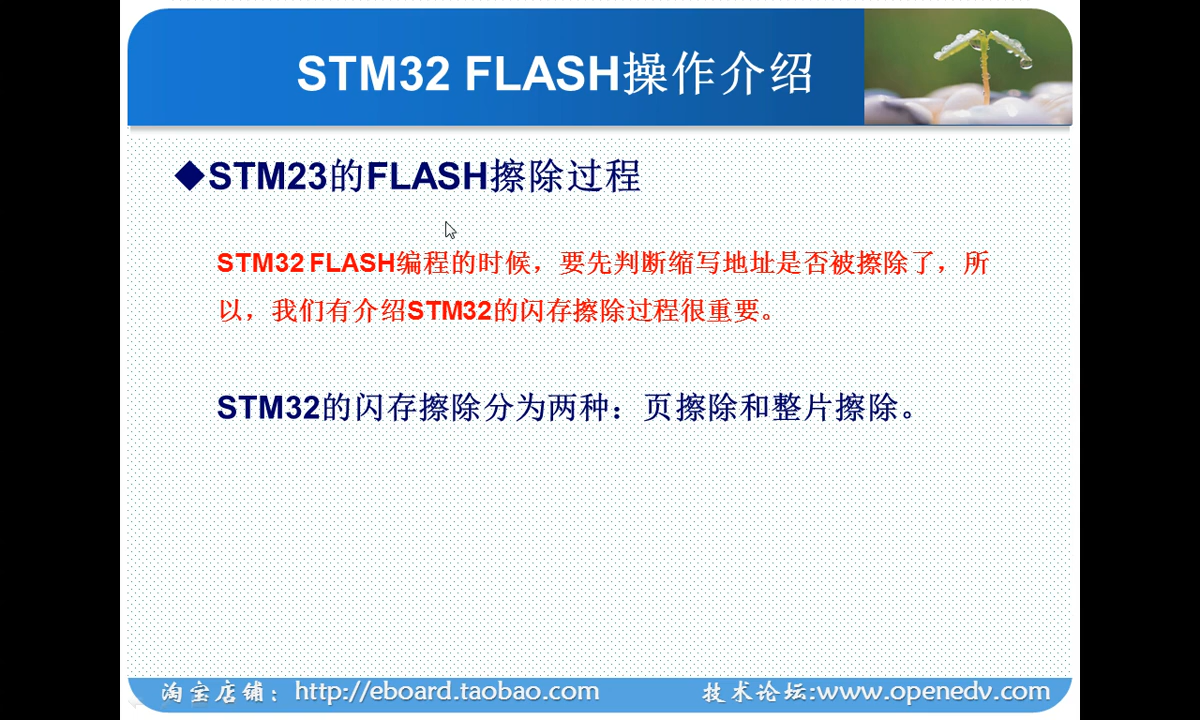 STM32 FLASH操作介绍
◆STM23的FLASH擦除过程
STM32 FLASH编程的时候，要先判断缩写地址是否被擦除了，所
以，我们有介绍STM32的闪存擦除过程很重要。
STM32的闪存擦除分为两种：页擦除和整片擦除。
淘宝店铺：http://eboard.taobao.com 技术论坛:www.openedv.com